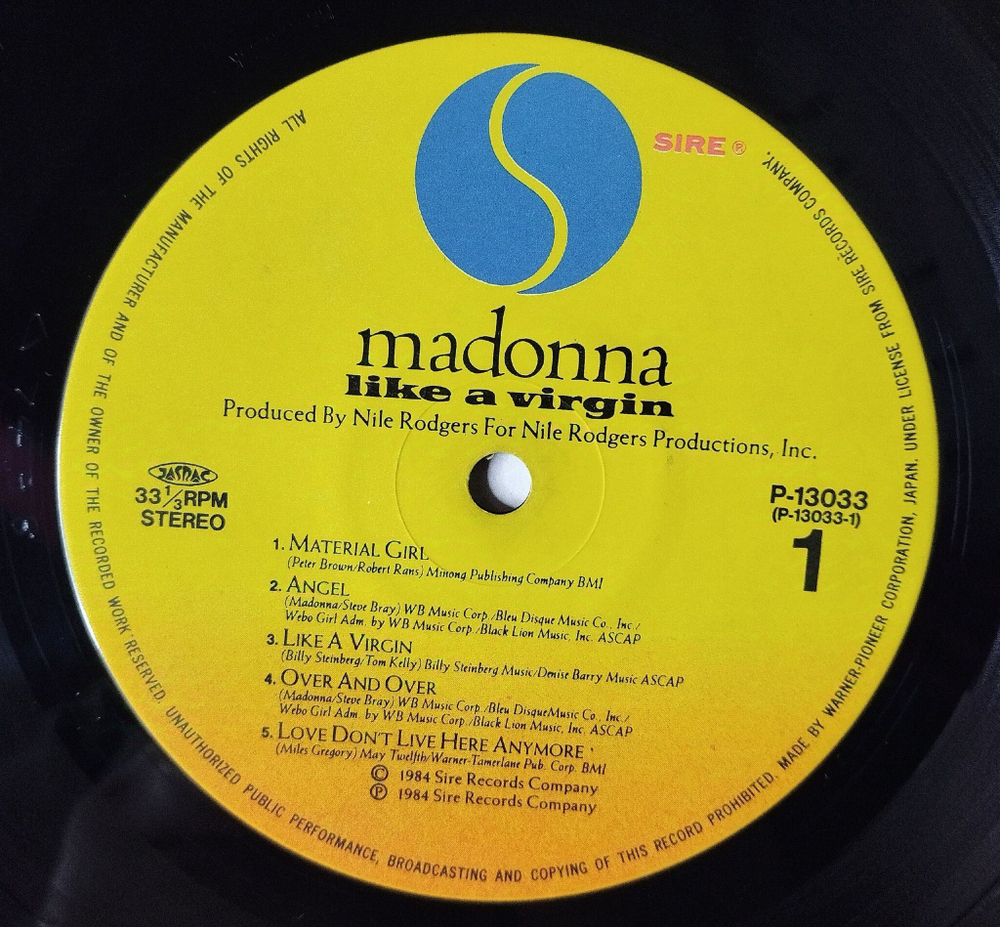 SIRE ®
madonna
like a virgin
Produced By Nile Rodgers For Nile Rodgers Productions, Inc.
JASRAC
33 1/3 RPM
STEREO
P-13033
(P-13033-1)
1
1. MATERIAL GIRL
(Peter Brown/Robert Rans) Minong Publishing Company BMI
2. ANGEL
(Madonna/Steve Bray) WB Music Corp./Bleu Disque Music Co., Inc./
Webo Girl Adm. by WB Music Corp./Black Lion Music, Inc. ASCAP
3. LIKE A VIRGIN
(Billy Steinberg/Tom Kelly) Billy Steinberg Music/Denise Barry Music ASCAP
4. OVER AND OVER
(Madonna/Steve Bray) WB Music Corp./Bleu DisqueMusic Co., Inc./
Webo Girl Adm. by WB Music Corp./Black Lion Music, Inc. ASCAP
5. LOVE DON'T LIVE HERE ANYMORE
(Miles Gregory) May Twelfth/Warner-Tamerlane Pub. Corp. BMI
© 1984 Sire Records Company
℗ 1984 Sire Records Company
ALL RIGHTS OF THE MANUFACTURER AND OF THE OWNER OF THE RECORDED WORK RESERVED. UNAUTHORIZED PUBLIC PERFORMANCE, BROADCASTING AND COPYING OF THIS RECORD PROHIBITED. MADE BY WARNER-PIONEER CORPORATION, JAPAN, UNDER LICENSE FROM SIRE RECORDS COMPANY.